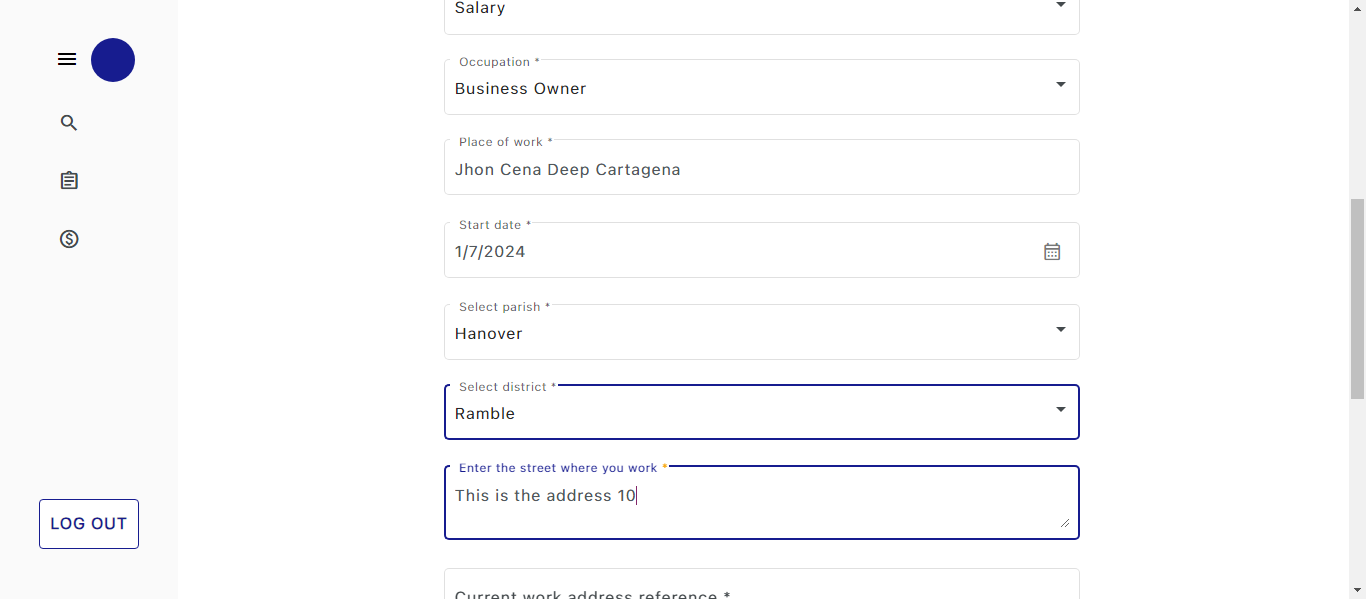 Salary
Occupation *
Business Owner
Place of work *
Jhon Cena Deep Cartagena
Start date *
1/7/2024
Select parish *
Hanover
Select district *
Ramble
Enter the street where you work *
This is the address 10
LOG OUT
Current work address reference *